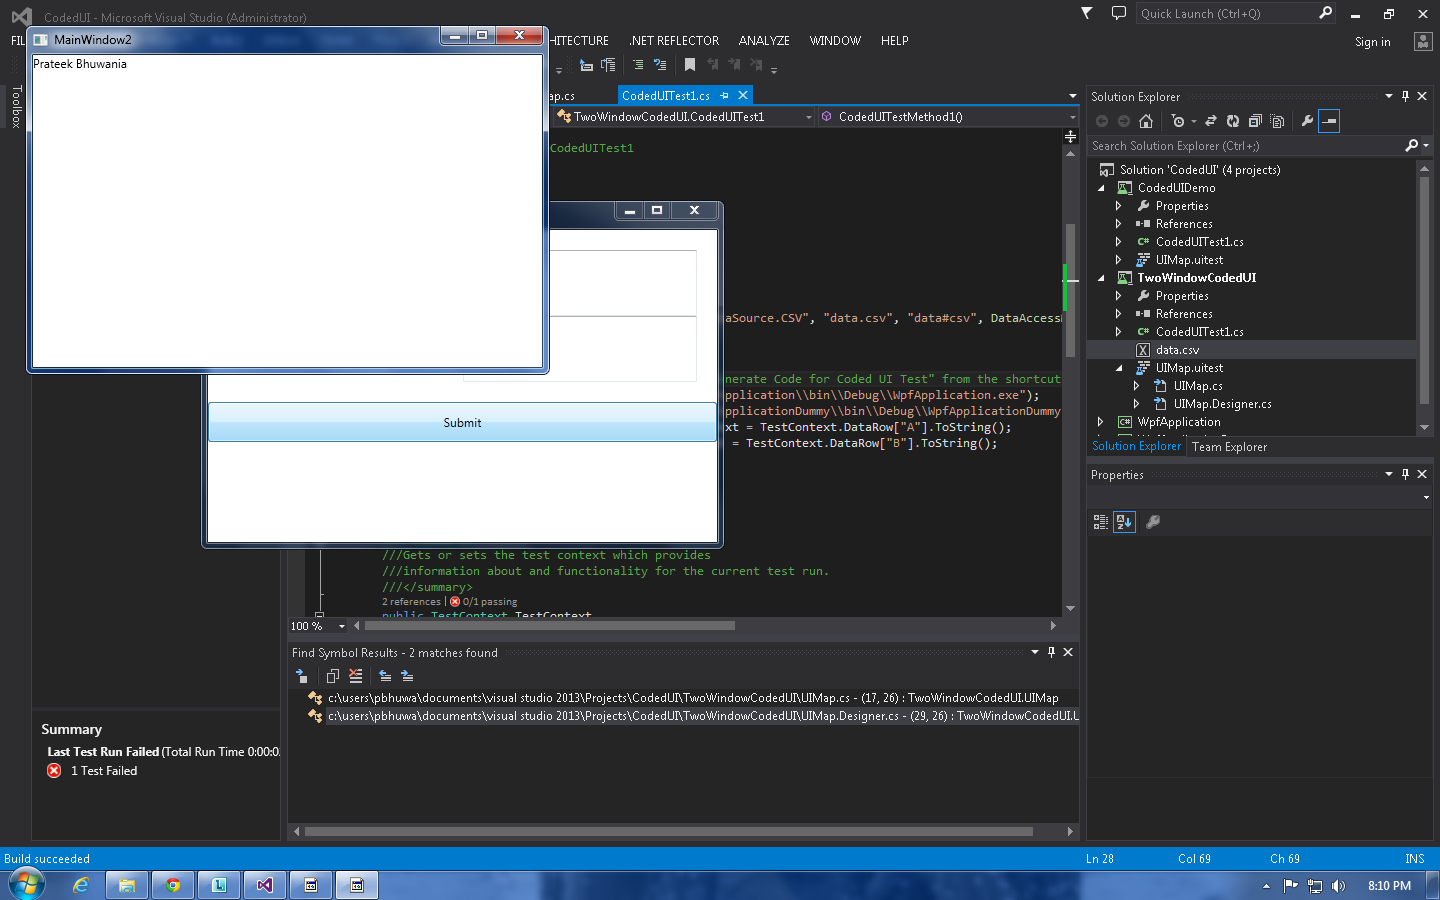 CodedUI - Microsoft Visual Studio (Administrator)
Quick Launch (Ctrl+Q)
MainWindow2
HITECTURE .NET REFLECTOR ANALYZE WINDOW HELP
Sign in
Prateek Bhuwania
Toolbox
ap.cs
CodedUITest1.cs
TwoWindowCodedUI.CodedUITest1
CodedUITestMethod1()
CodedUITest1
aSource.CSV", "data.csv", "data#csv", DataAccess
nerate Code for Coded UI Test" from the shortcut
pplication\\bin\\Debug\\WpfApplication.exe");
pplicationDummy\\bin\\Debug\\WpfApplicationDummy
xt = TestContext.DataRow["A"].ToString();
= TestContext.DataRow["B"].ToString();
Submit
///Gets or sets the test context which provides
///information about and functionality for the current test run.
///</summary>
2 references | 0/1 passing
public TestContext TestContext
100 %
Solution Explorer
Search Solution Explorer (Ctrl+;)
Solution 'CodedUI' (4 projects)
CodedUIDemo
Properties
References
CodedUITest1.cs
UIMap.uitest
TwoWindowCodedUI
Properties
References
CodedUITest1.cs
data.csv
UIMap.uitest
UIMap.cs
UIMap.Designer.cs
WpfApplication
Solution Explorer Team Explorer
Properties
Find Symbol Results - 2 matches found
c:\users\pbhuwa\documents\visual studio 2013\Projects\CodedUI\TwoWindowCodedUI\UIMap.cs - (17, 26) : TwoWindowCodedUI.UIMap
c:\users\pbhuwa\documents\visual studio 2013\Projects\CodedUI\TwoWindowCodedUI\UIMap.Designer.cs - (29, 26) : TwoWindowCodedUI.U
Summary
Last Test Run Failed (Total Run Time 0:00:0
1 Test Failed
Build succeeded
Ln 28 Col 69 Ch 69 INS
8:10 PM